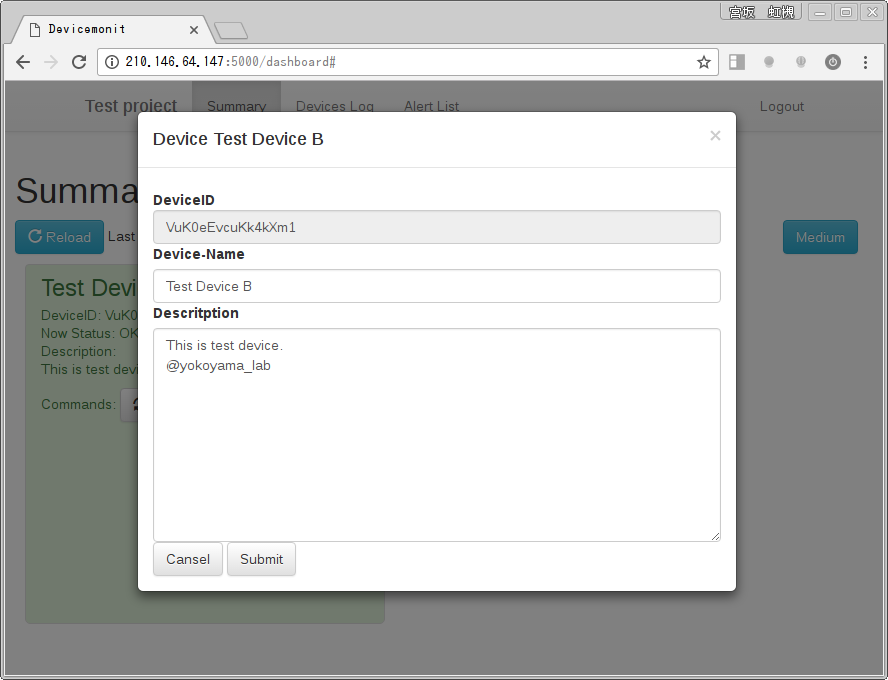 宮坂 虹槻
Devicemonit
210.146.64.147:5000/dashboard#
Test project Summary Devices Log Alert List Logout
Device Test Device B ×
Summa
DeviceID
VuK0eEvcuKk4kXm1
Reload Last Medium
Device-Name
Test Device B
Test Devi
DeviceID: VuK0
Now Status: OK
Description:
This is test devi
Commands:
Descritption
This is test device.
@yokoyama_lab
Cansel Submit